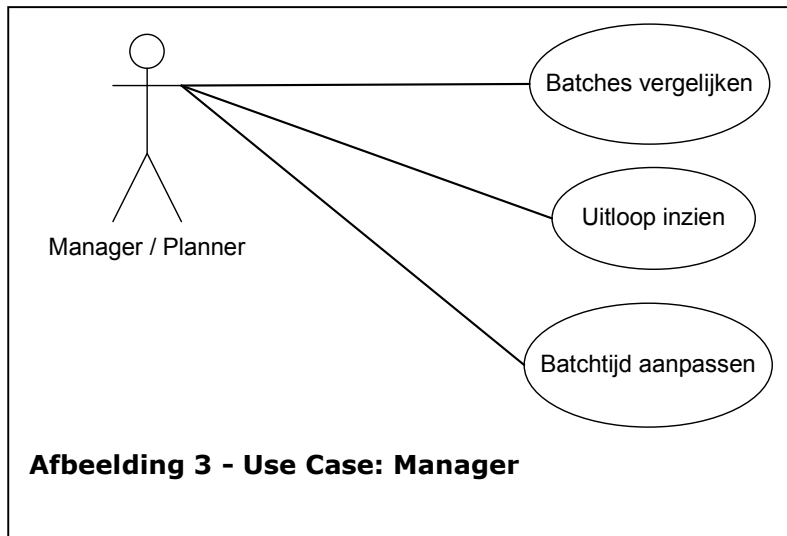 Batches vergelijken
Uitloop inzien
Manager / Planner
Batchtijd aanpassen
Afbeelding 3 - Use Case: Manager